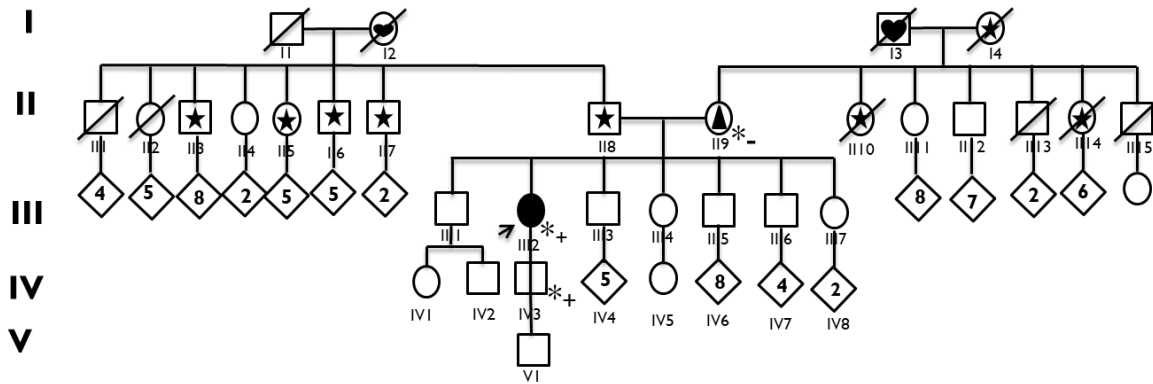 I
I1 I2 I3 I4
II
II1 II2 II3 II4 II5 II6 II7 II8 II9 *- II10 II11 II12 II13 II14 II15
4 5 8 2 5 5 2 8 7 2 6
III
III1 III2 *+ III3 III4 III5 III6 III7
IV
5 8 4 2
IV1 IV2 IV3 *+ IV4 IV5 IV6 IV7 IV8
V
V1